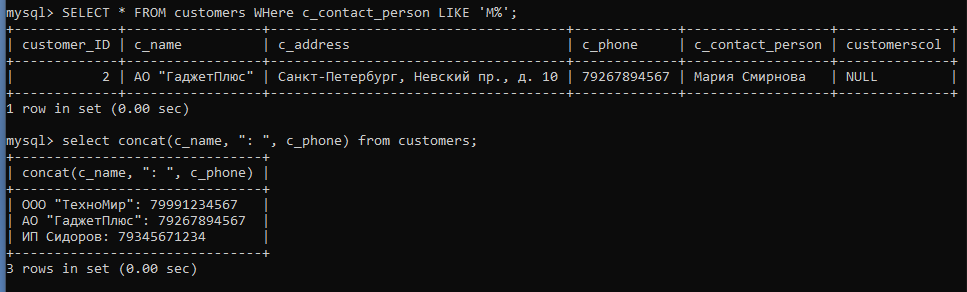 mysql> SELECT * FROM customers WHere c_contact_person LIKE 'М%';
+-------------+-----------------+-------------------------------------+-------------+------------------+--------------+
| customer_ID | c_name          | c_address                           | c_phone     | c_contact_person | customerscol |
+-------------+-----------------+-------------------------------------+-------------+------------------+--------------+
|           2 | АО "ГаджетПлюс" | Санкт-Петербург, Невский пр., д. 10 | 79267894567 | Мария Смирнова   | NULL         |
+-------------+-----------------+-------------------------------------+-------------+------------------+--------------+
1 row in set (0.00 sec)
mysql> select concat(c_name, ": ", c_phone) from customers;
+-------------------------------+
| concat(c_name, ": ", c_phone) |
+-------------------------------+
| ООО "ТехноМир": 79991234567   |
| АО "ГаджетПлюс": 79267894567  |
| ИП Сидоров: 79345671234       |
+-------------------------------+
3 rows in set (0.00 sec)